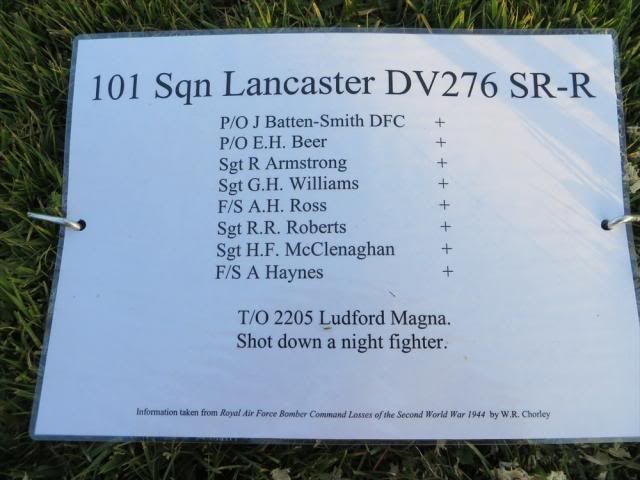 101 Sqn Lancaster DV276 SR-R
P/O J Batten-Smith DFC +
P/O E.H. Beer +
Sgt R Armstrong +
Sgt G.H. Williams +
F/S A.H. Ross +
Sgt R.R. Roberts +
Sgt H.F. McClenaghan +
F/S A Haynes +
T/O 2205 Ludford Magna.
Shot down a night fighter.
Information taken from Royal Air Force Bomber Command Losses of the Second World War 1944 by W.R. Chorley